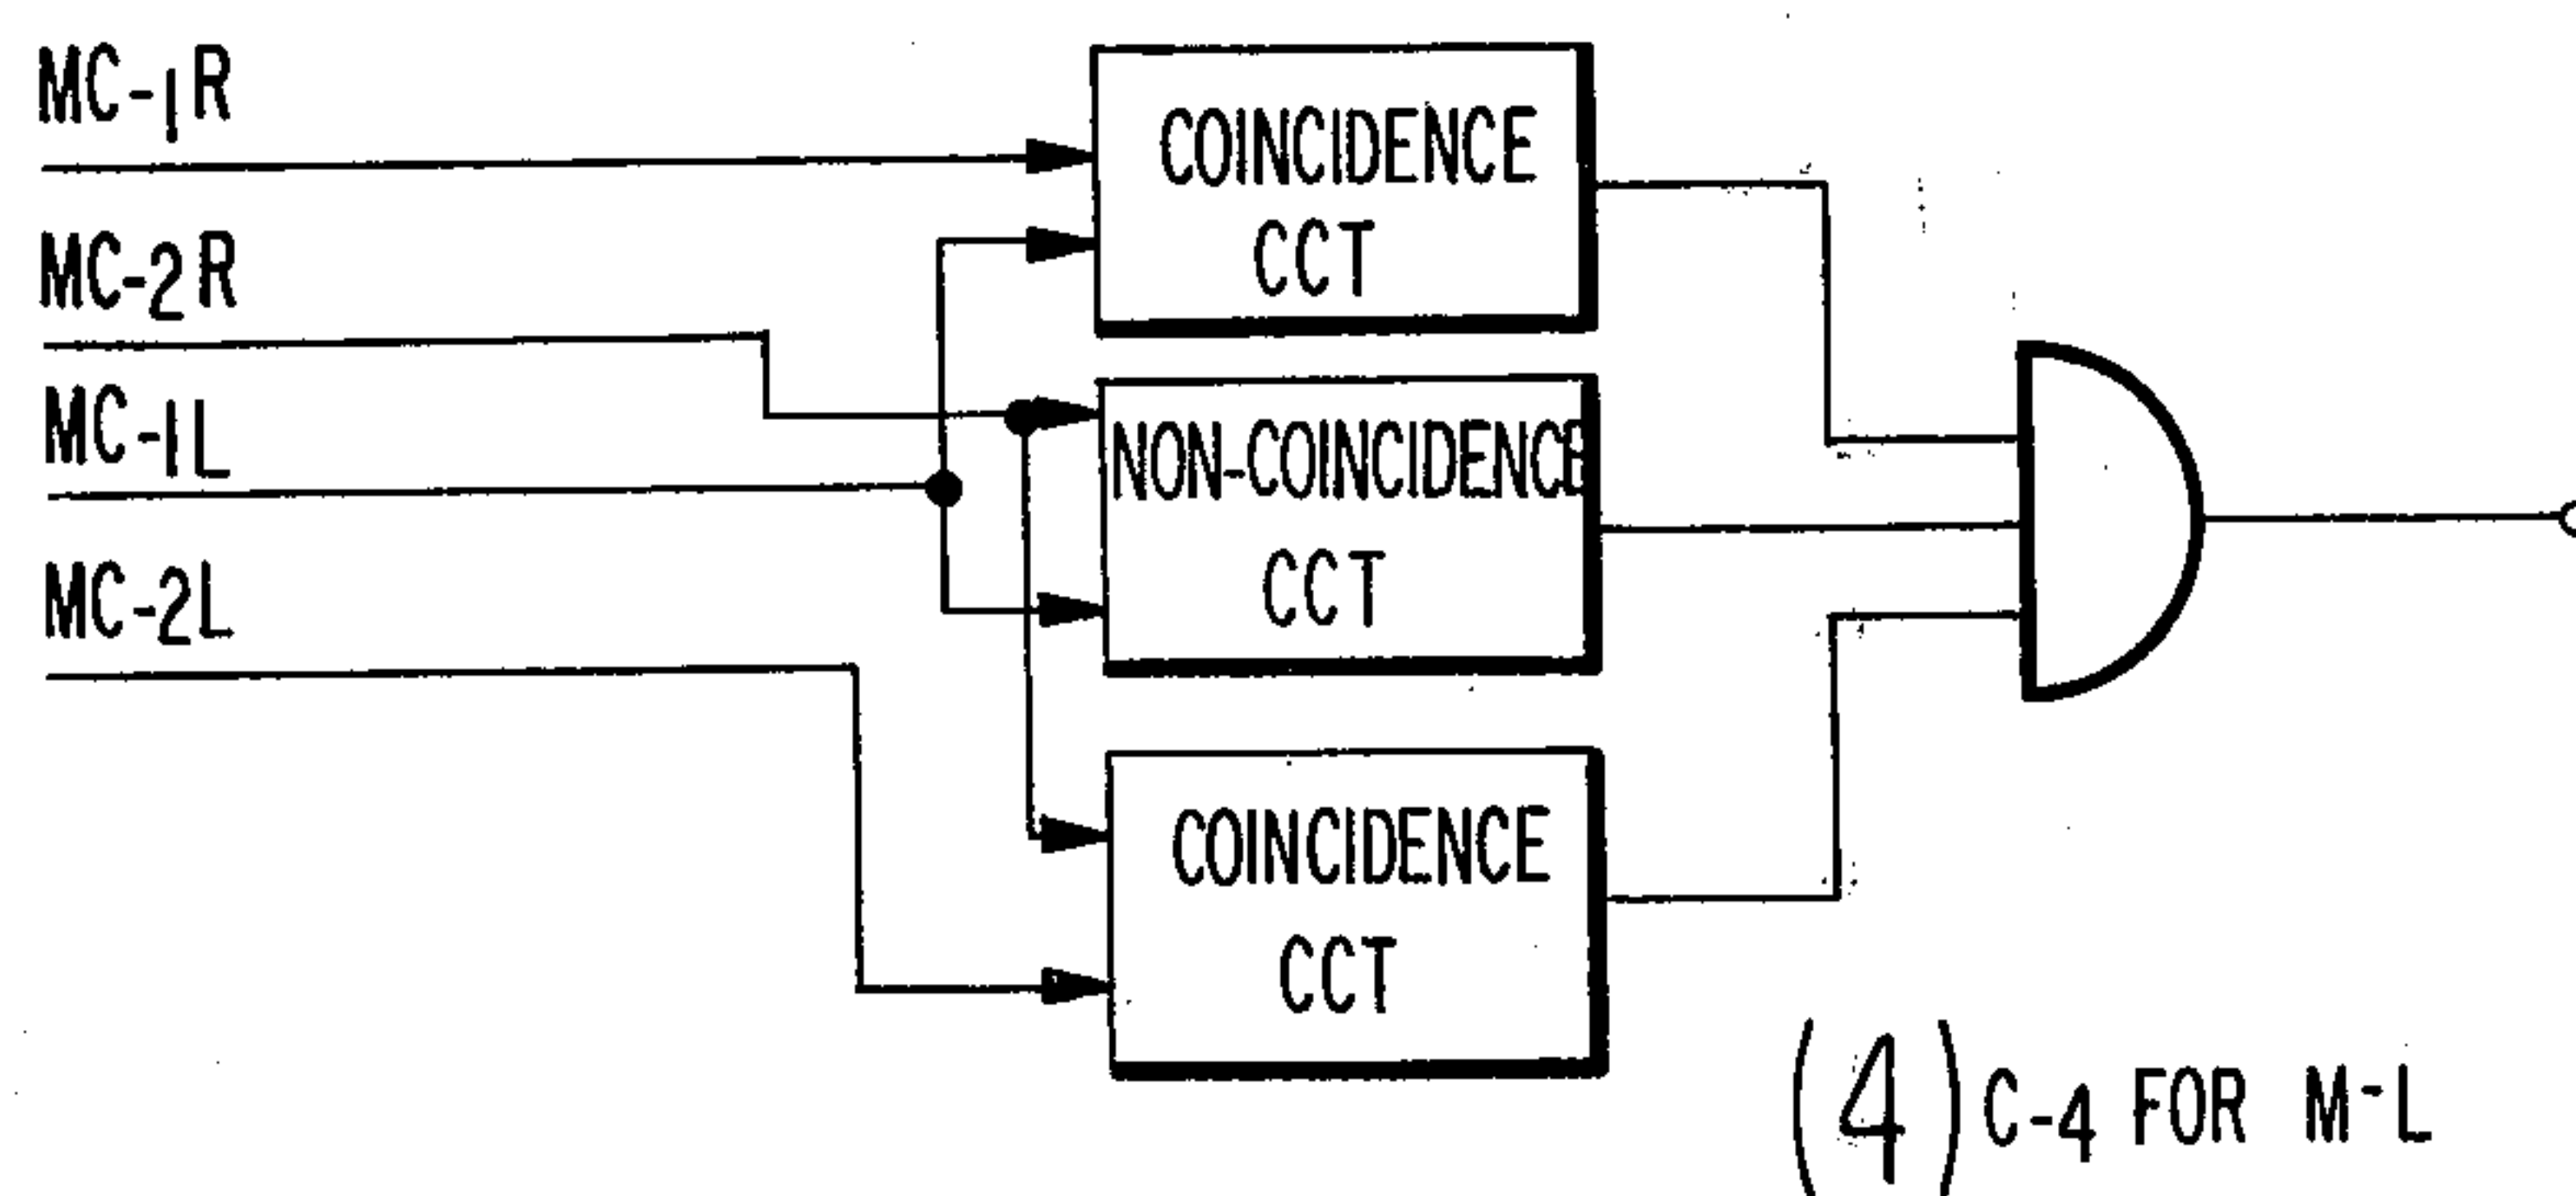 MC-1R
MC-2R
MC-1L
MC-2L
COINCIDENCE
CCT
NON-COINCIDENCE
CCT
COINCIDENCE
CCT
(4) C-4 FOR M-L